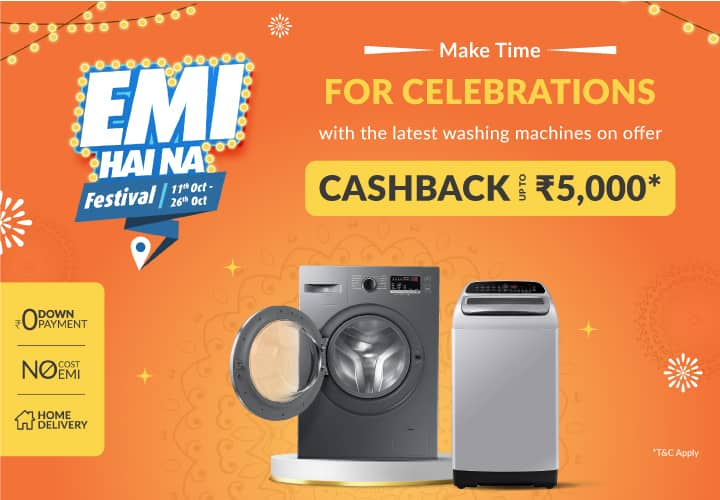 EMI
HAI NA
Festival
11th Oct -
26th Oct
Make Time
FOR CELEBRATIONS
with the latest washing machines on offer
CASHBACK UP TO ₹5,000*
₹0 DOWN
PAYMENT
NO COST
EMI
HOME
DELIVERY
*T&C Apply